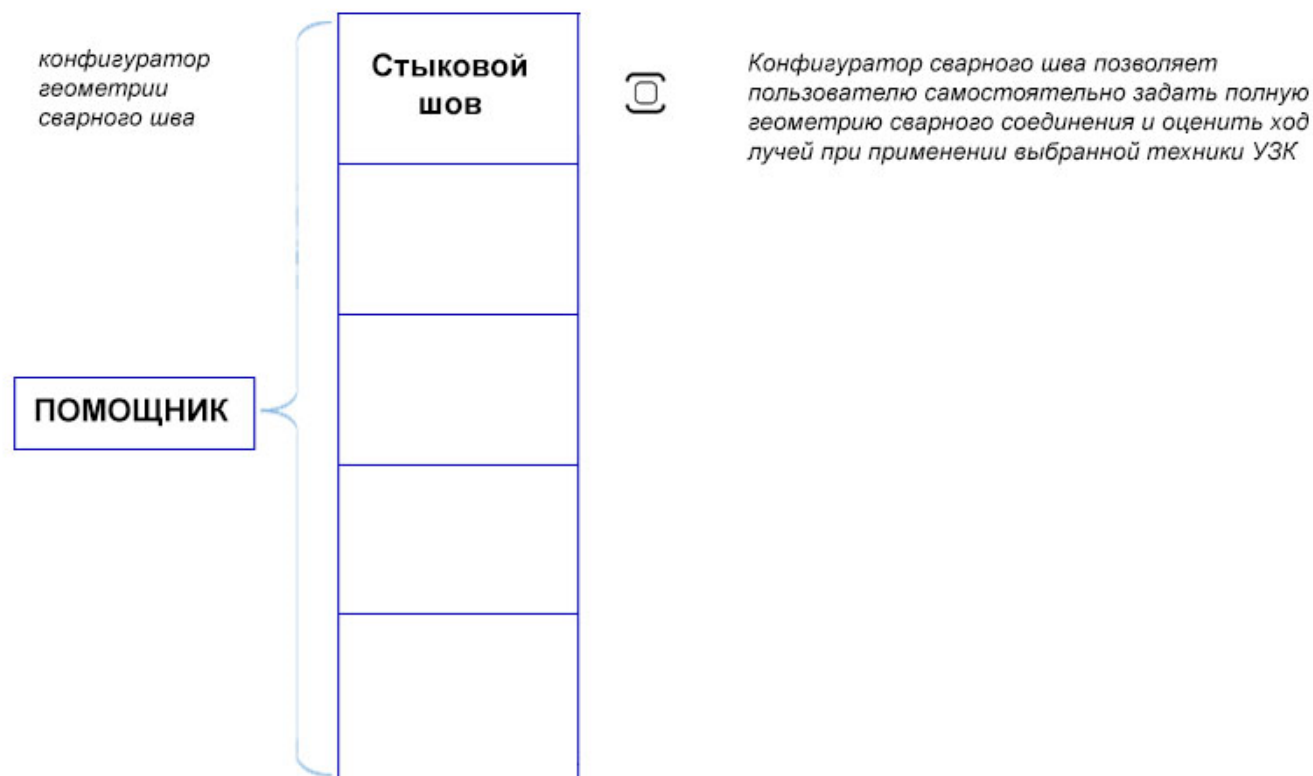 конфигуратор
геометрии
сварного шва
Стыковой
шов
Конфигуратор сварного шва позволяет
пользователю самостоятельно задать полную
геометрию сварного соединения и оценить ход
лучей при применении выбранной техники УЗК
ПОМОЩНИК